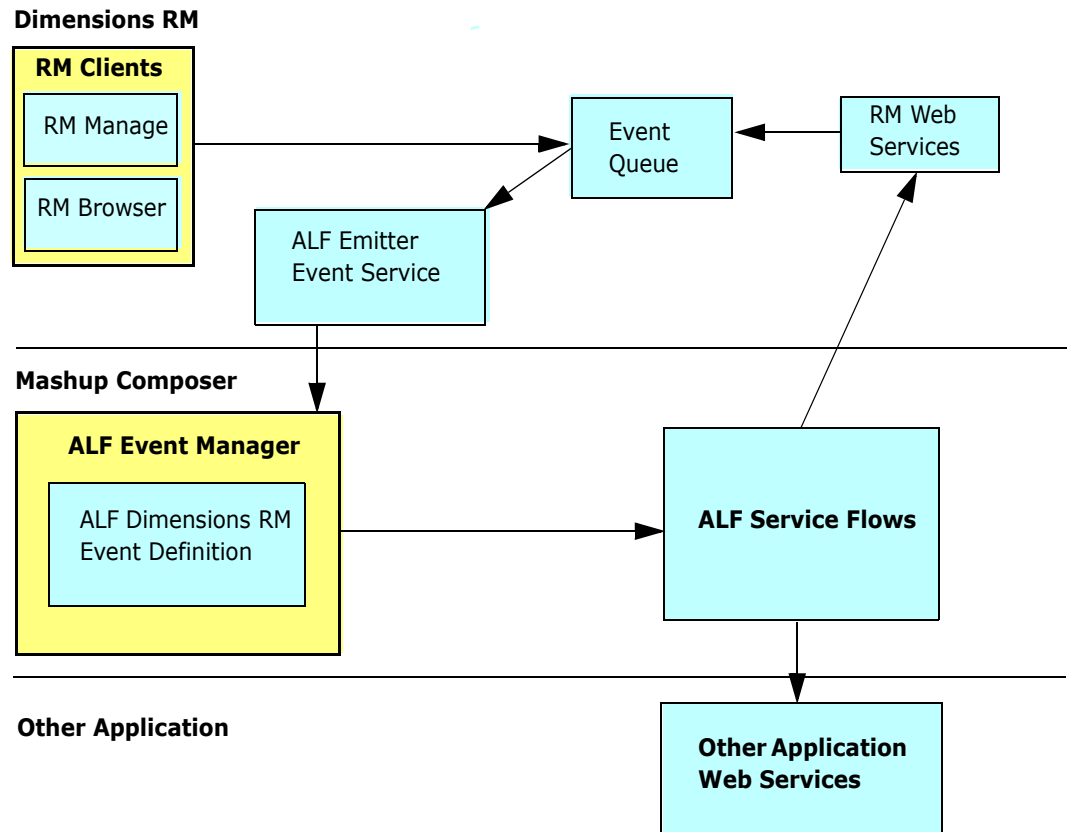 Dimensions RM
RM Clients
RM Manage
RM Browser
Event
Queue
RM Web
Services
ALF Emitter
Event Service
Mashup Composer
ALF Event Manager
ALF Dimensions RM
Event Definition
ALF Service Flows
Other Application
Other Application
Web Services